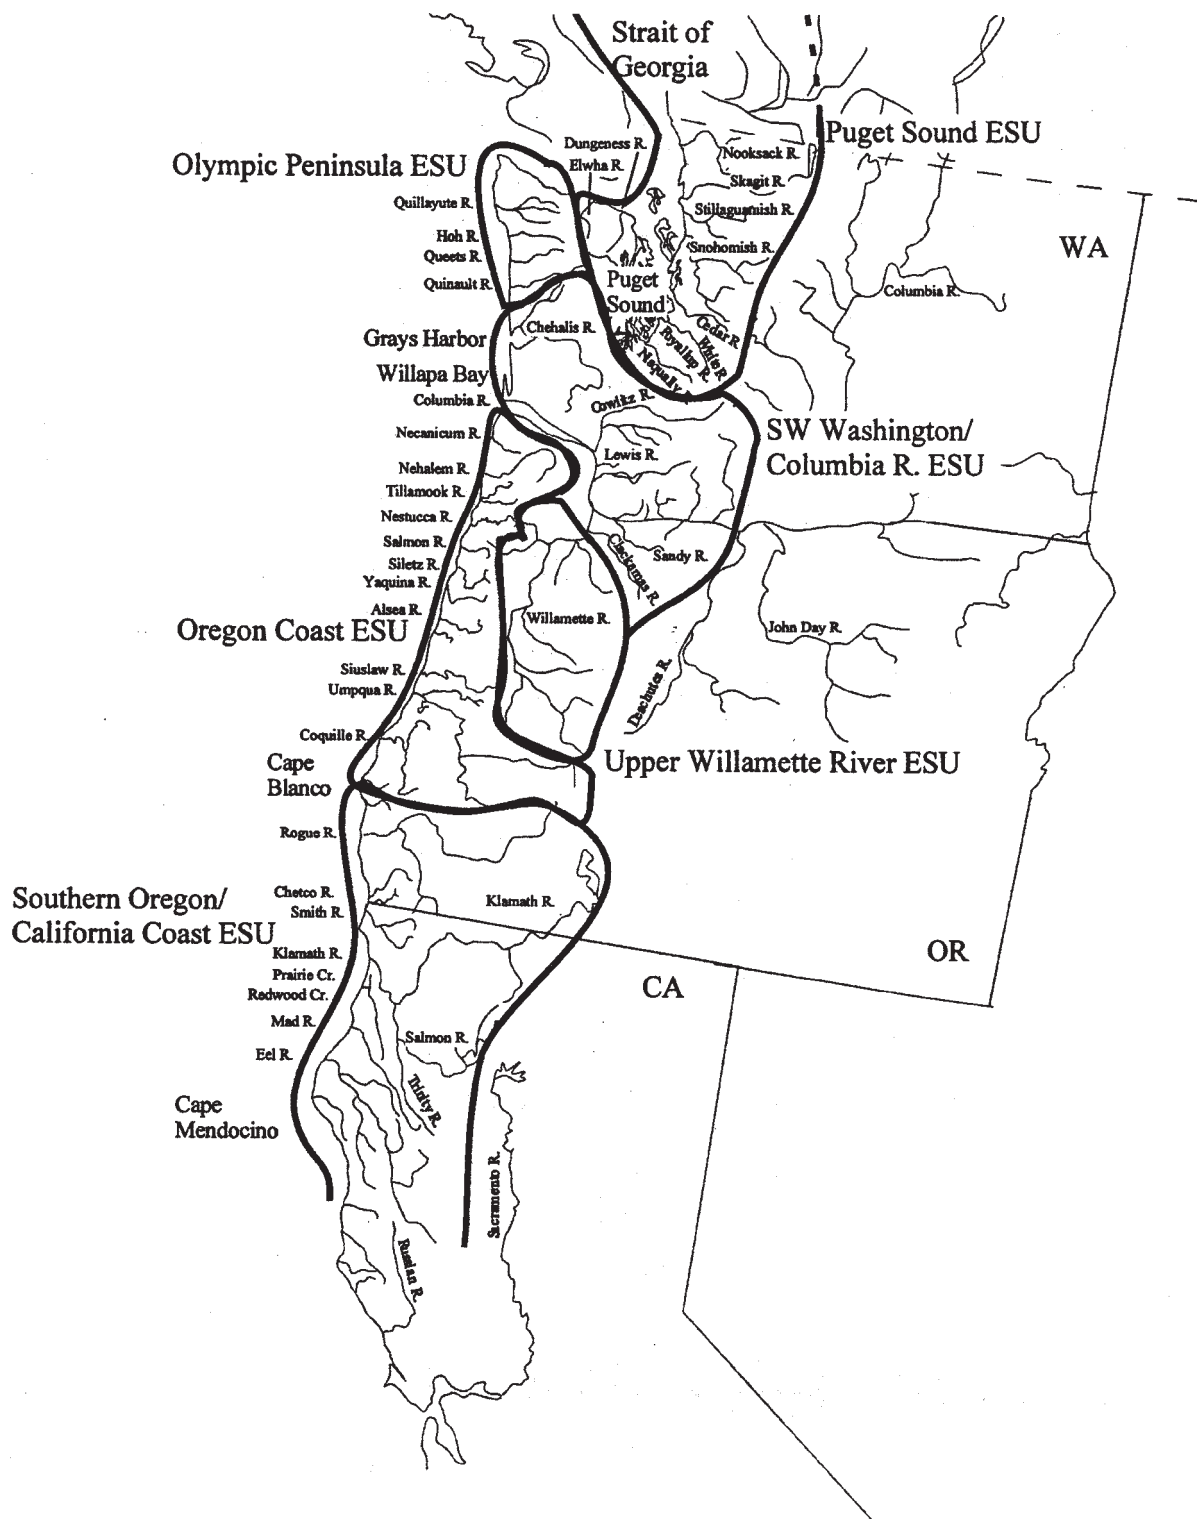 Strait of
Georgia
Puget Sound ESU
Dungeness R.
Elwha R.
Nooksack R.
Olympic Peninsula ESU
Skagit R.
Quillayute R.
Stillaguamish R.
Hoh R.
Snohomish R.
WA
Queets R.
Quinault R.
Puget
Sound
Columbia R.
Chehalis R.
Cedar R.
Grays Harbor
Puyallup R.
White R.
Nisqually R.
Willapa Bay
Columbia R.
Cowlitz R.
Necanicum R.
SW Washington/
Columbia R. ESU
Lewis R.
Nehalem R.
Tillamook R.
Nestucca R.
Salmon R.
Clackamas R.
Sandy R.
Siletz R.
Yaquina R.
Alsea R.
Willamette R.
John Day R.
Oregon Coast ESU
Siuslaw R.
Umpqua R.
Deschutes R.
Coquille R.
Cape
Blanco
Upper Willamette River ESU
Rogue R.
Chetco R.
Smith R.
Klamath R.
Southern Oregon/
California Coast ESU
Klamath R.
OR
Prairie Cr.
CA
Redwood Cr.
Mad R.
Salmon R.
Eel R.
Trinity R.
Cape
Mendocino
Sacramento R.
Russian R.